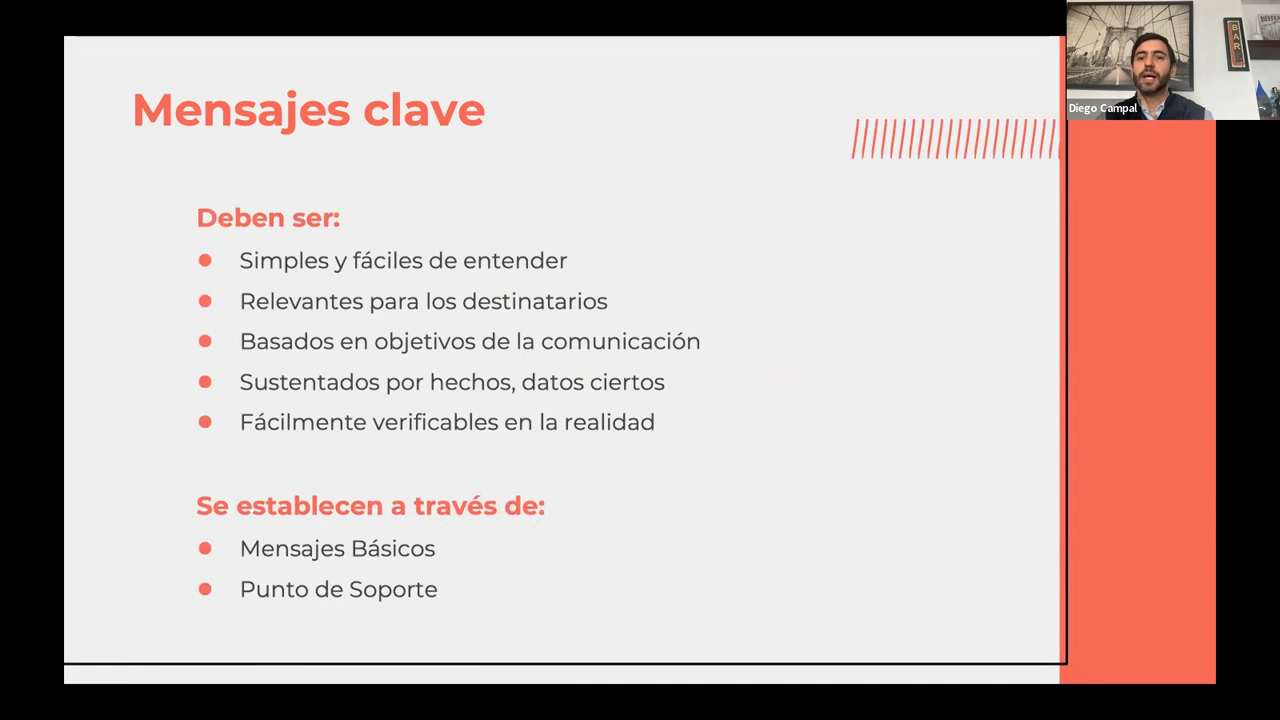 Mensajes clave
Deben ser:
Simples y fáciles de entender
Relevantes para los destinatarios
Basados en objetivos de la comunicación
Sustentados por hechos, datos ciertos
Fácilmente verificables en la realidad
Se establecen a través de:
Mensajes Básicos
Punto de Soporte
Diego Campal
BAR